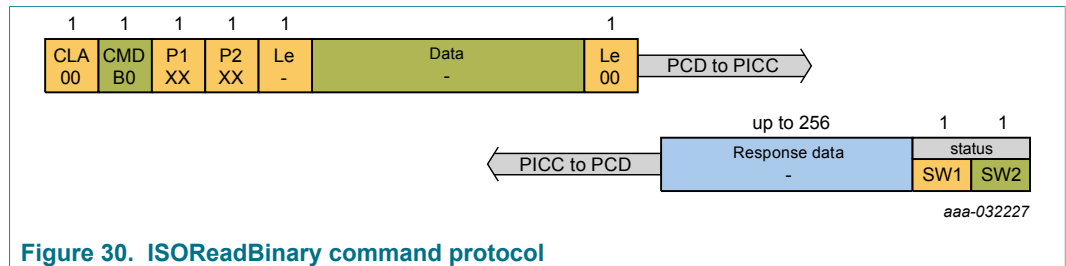 1 1 1 1 1 1
CLA CMD P1 P2 Le Data Le
00 B0 XX XX - - 00
PCD to PICC
up to 256 1 1
Response data
-
status
SW1 SW2
PICC to PCD
aaa-032227
Figure 30. ISOReadBinary command protocol